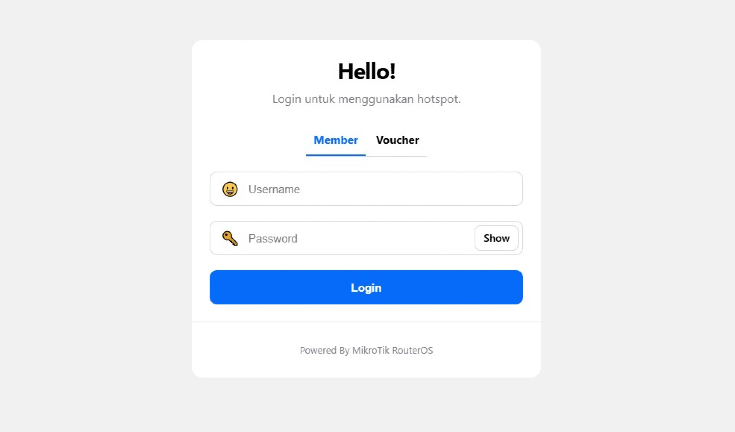 Hello!
Login untuk menggunakan hotspot.
Member Voucher
Username
Password Show
Login
Powered By MikroTik RouterOS